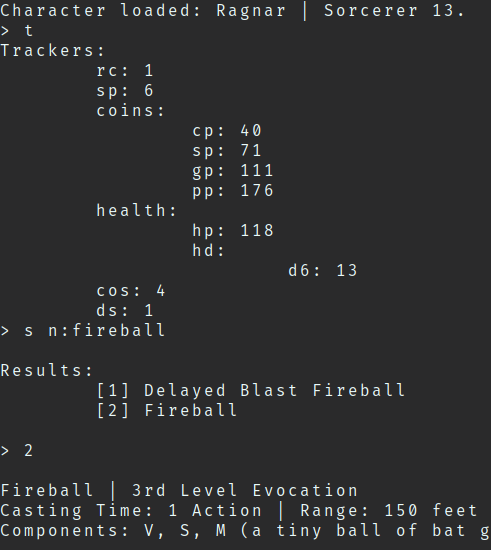 Character loaded: Ragnar | Sorcerer 13.
> t
Trackers:
rc: 1
sp: 6
coins:
cp: 40
sp: 71
gp: 111
pp: 176
health:
hp: 118
hd:
d6: 13
cos: 4
ds: 1
> s n:fireball
Results:
[1] Delayed Blast Fireball
[2] Fireball
> 2
Fireball | 3rd Level Evocation
Casting Time: 1 Action | Range: 150 feet
Components: V, S, M (a tiny ball of bat g